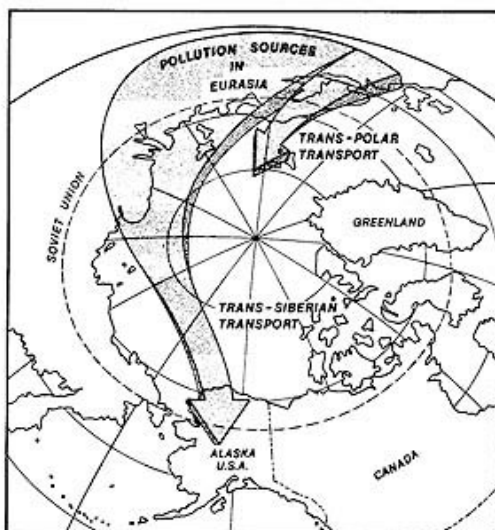 POLLUTION SOURCES
IN
EURASIA
TRANS-POLAR
TRANSPORT
SOVIET UNION
GREENLAND
TRANS-SIBERIAN
TRANSPORT
ALASKA
U.S.A.
CANADA